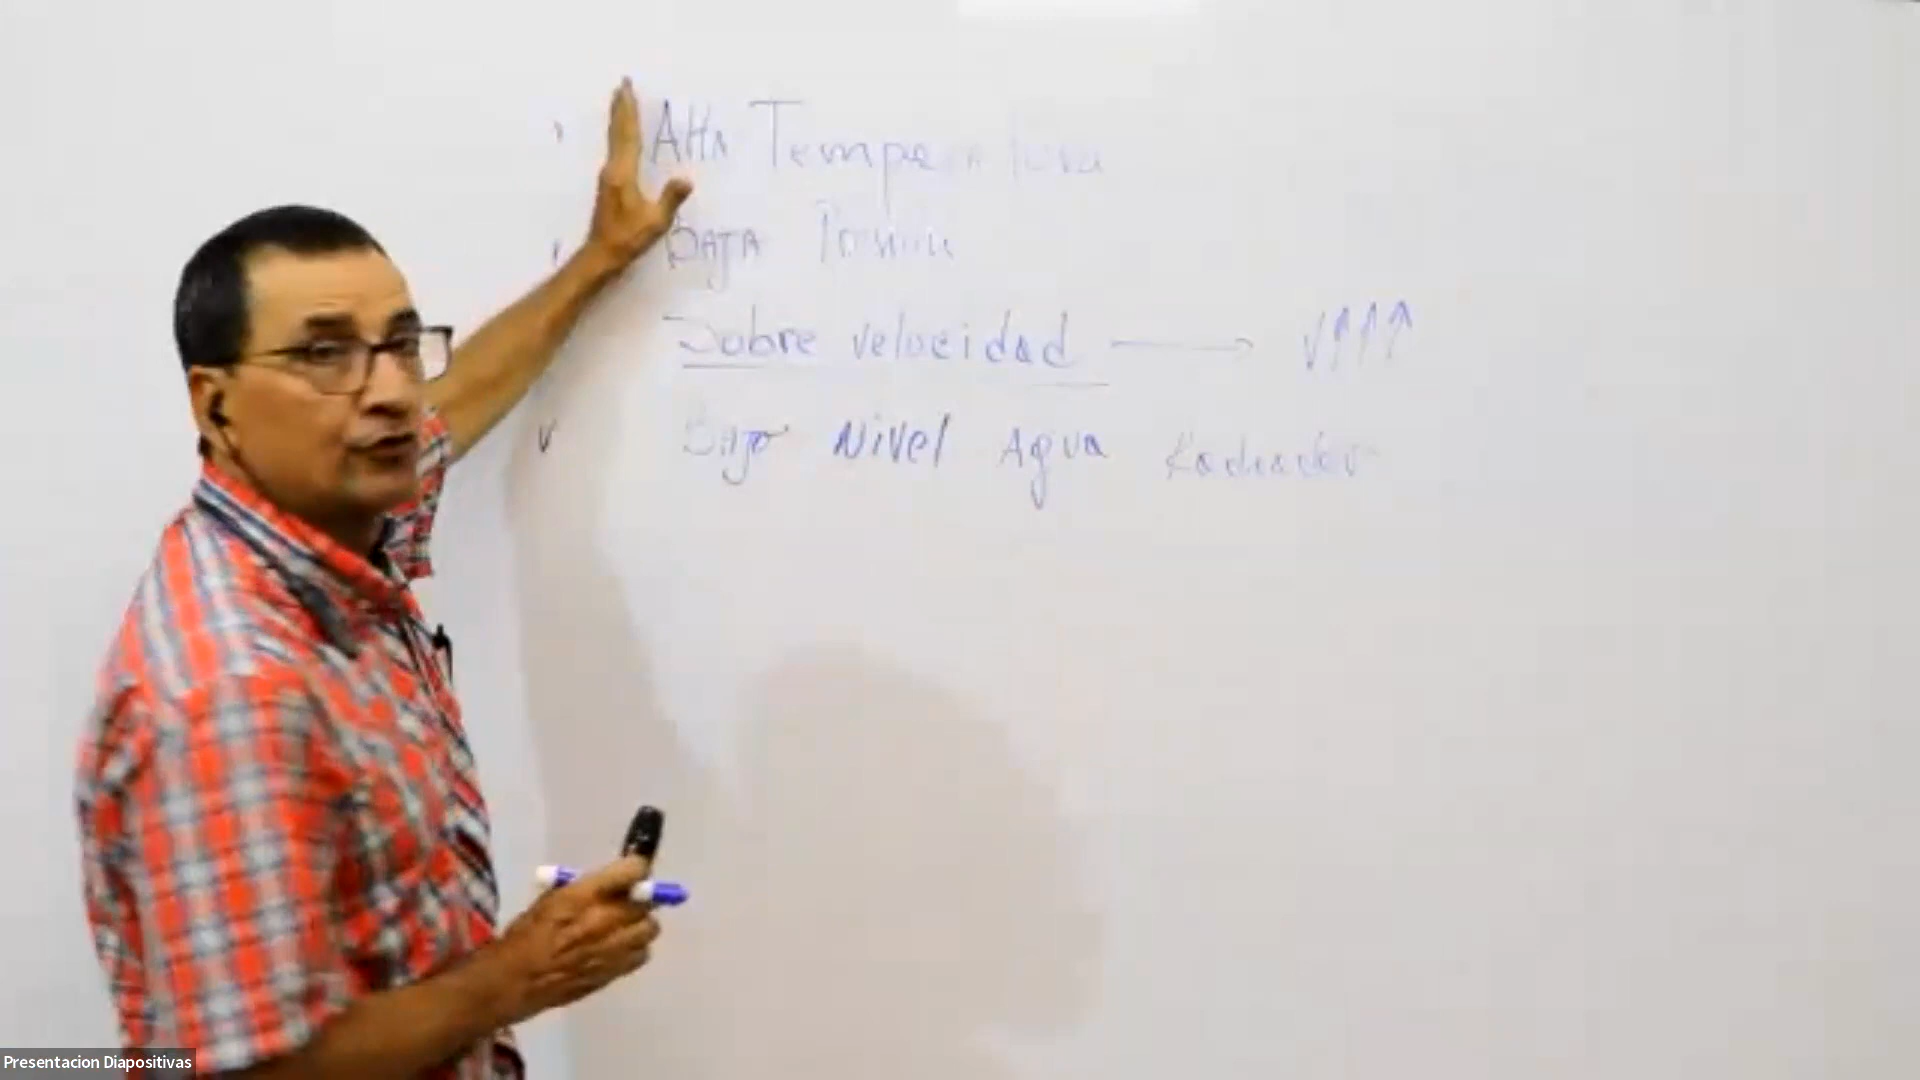 Alta Temperatura
BAJA
Sobre velocidad → V↑↑↑
Bajo Nivel Agua Radiador
Presentacion Diapositivas